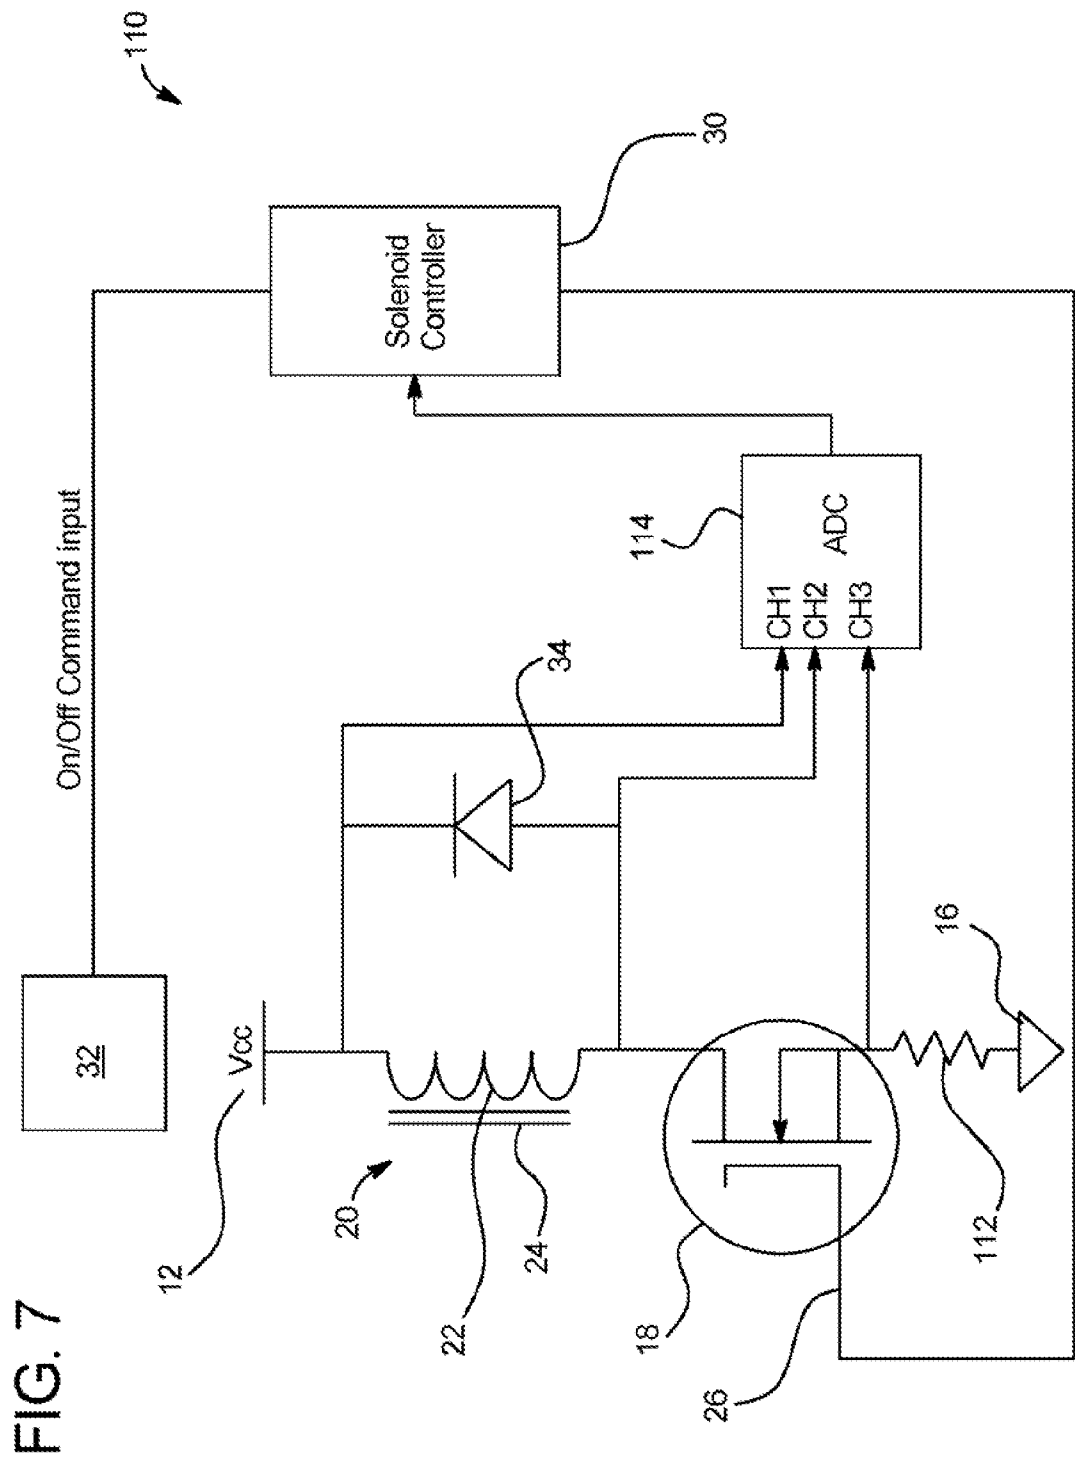 FIG. 7
110
32
On/Off Command input
12
Vcc
Solenoid
Controller
30
20
22
24
34
114
CH1
CH2
CH3
ADC
18
26
112
16